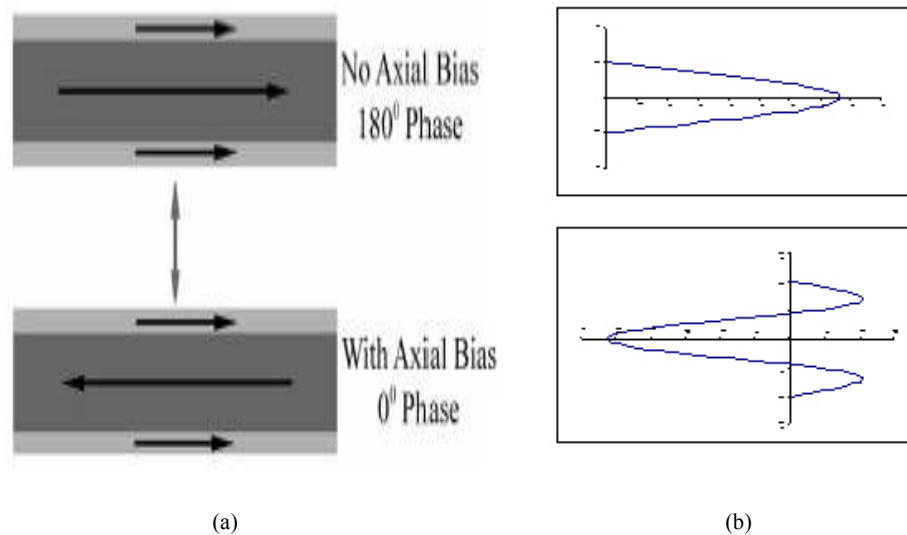 No Axial Bias
180⁰ Phase
With Axial Bias
0⁰ Phase
(a)
(b)